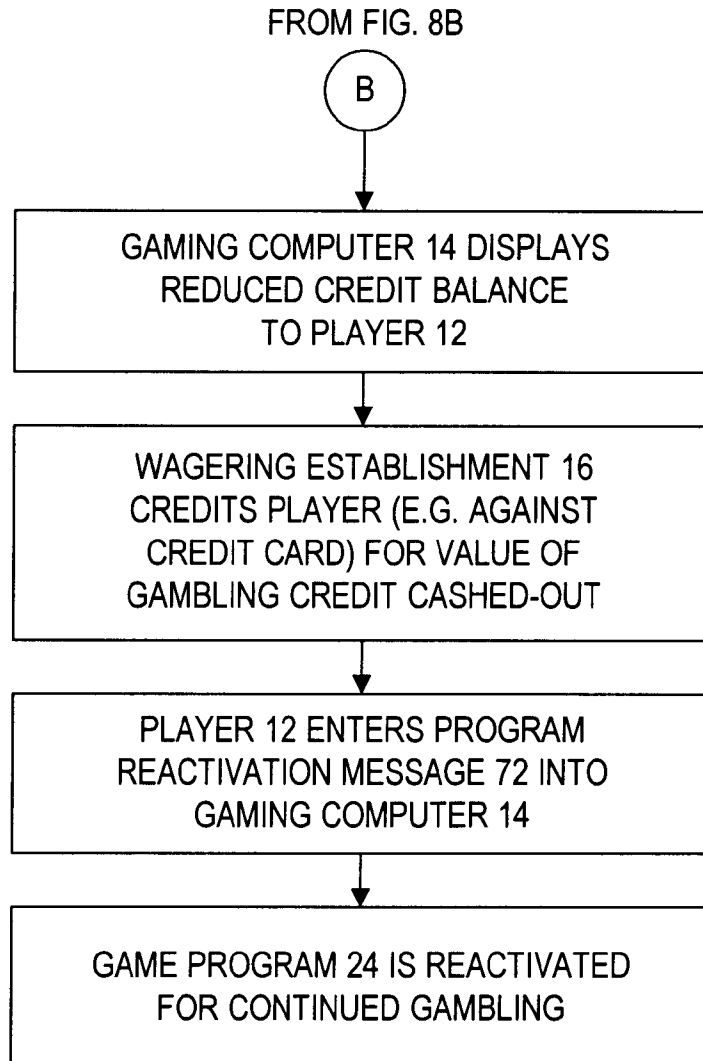 FROM FIG. 8B
B
GAMING COMPUTER 14 DISPLAYS
REDUCED CREDIT BALANCE
TO PLAYER 12
WAGERING ESTABLISHMENT 16
CREDITS PLAYER (E.G. AGAINST
CREDIT CARD) FOR VALUE OF
GAMBLING CREDIT CASHED-OUT
PLAYER 12 ENTERS PROGRAM
REACTIVATION MESSAGE 72 INTO
GAMING COMPUTER 14
GAME PROGRAM 24 IS REACTIVATED
FOR CONTINUED GAMBLING